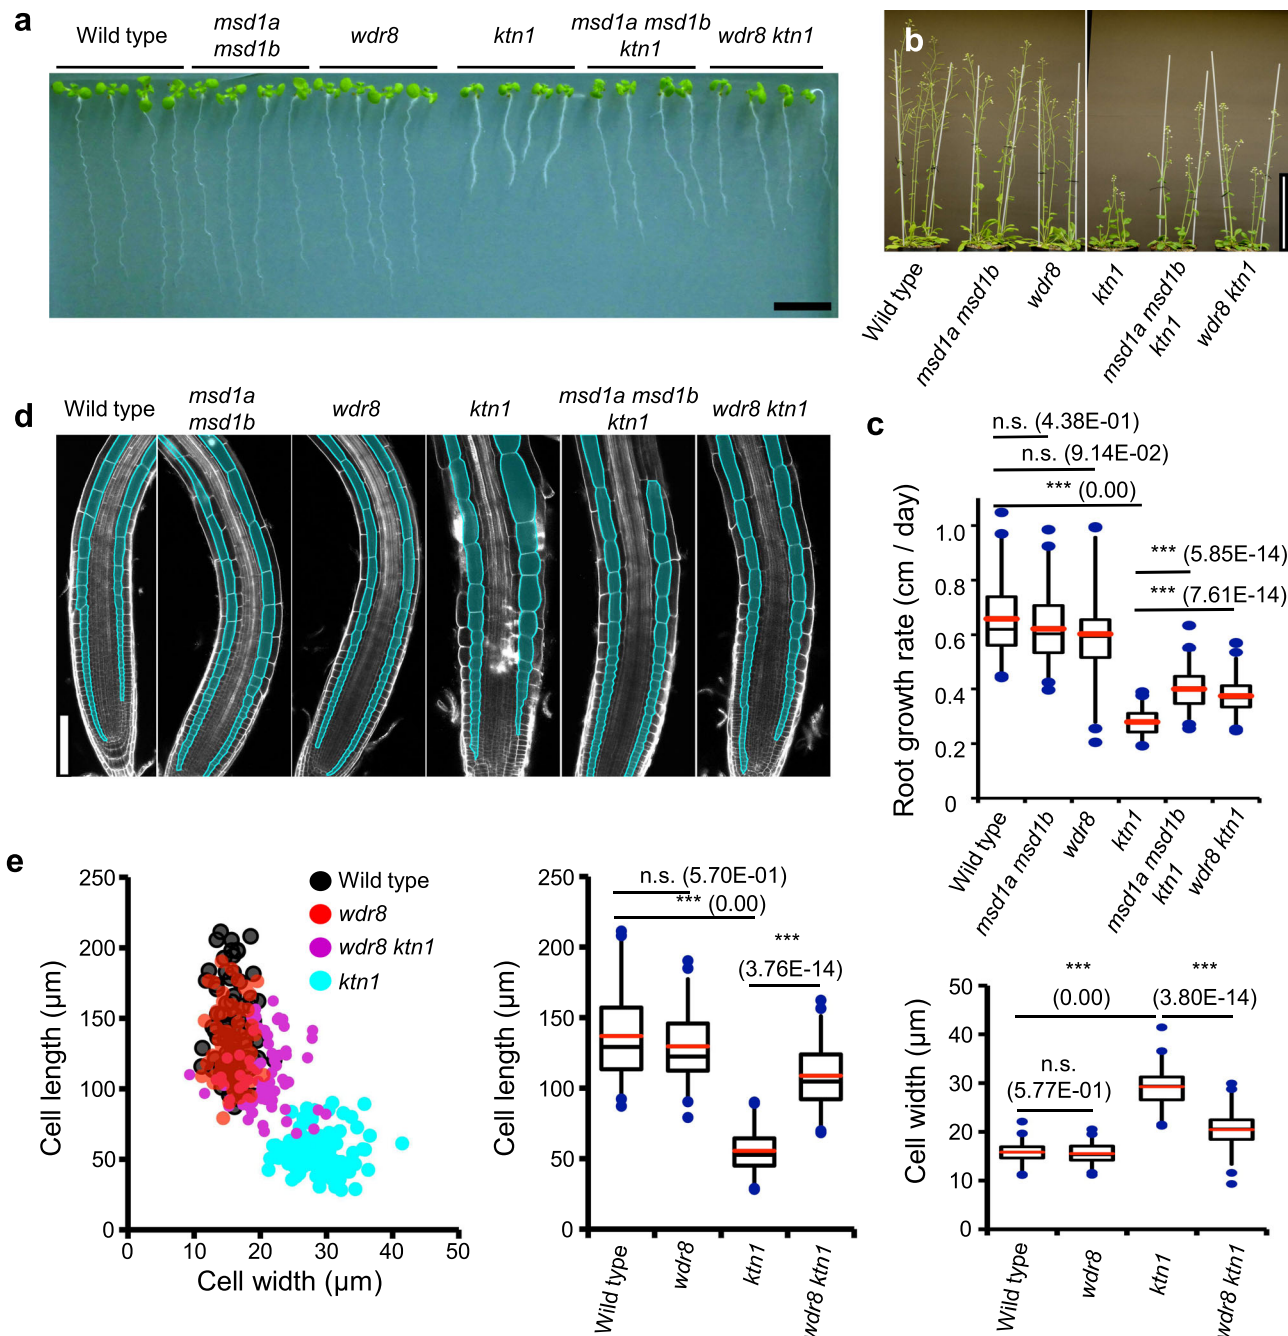 a
Wild type
msd1a
msd1b
wdr8
ktn1
msd1a msd1b
ktn1
wdr8 ktn1
b
Wild type
msd1a msd1b
wdr8
ktn1
msd1a msd1b
ktn1
wdr8 ktn1
d
Wild type
msd1a
msd1b
wdr8
ktn1
msd1a msd1b
ktn1
wdr8 ktn1
c
n.s. (4.38E-01)
n.s. (9.14E-02)
*** (0.00)
*** (5.85E-14)
*** (7.61E-14)
Root growth rate (cm / day)
1.0
0.8
0.6
0.4
0.2
0
Wild type
msd1a msd1b
wdr8
ktn1
msd1a msd1b
ktn1
wdr8 ktn1
e
Cell length (µm)
250
200
150
100
50
0
0
10
20
30
40
50
Cell width (µm)
Wild type
wdr8
wdr8 ktn1
ktn1
Cell length (µm)
250
200
150
100
50
0
n.s. (5.70E-01)
*** (0.00)
***
(3.76E-14)
Wild type
wdr8
ktn1
wdr8 ktn1
Cell width (µm)
50
40
30
20
10
0
***
(0.00)
***
(3.80E-14)
n.s.
(5.77E-01)
Wild type
wdr8
ktn1
wdr8 ktn1